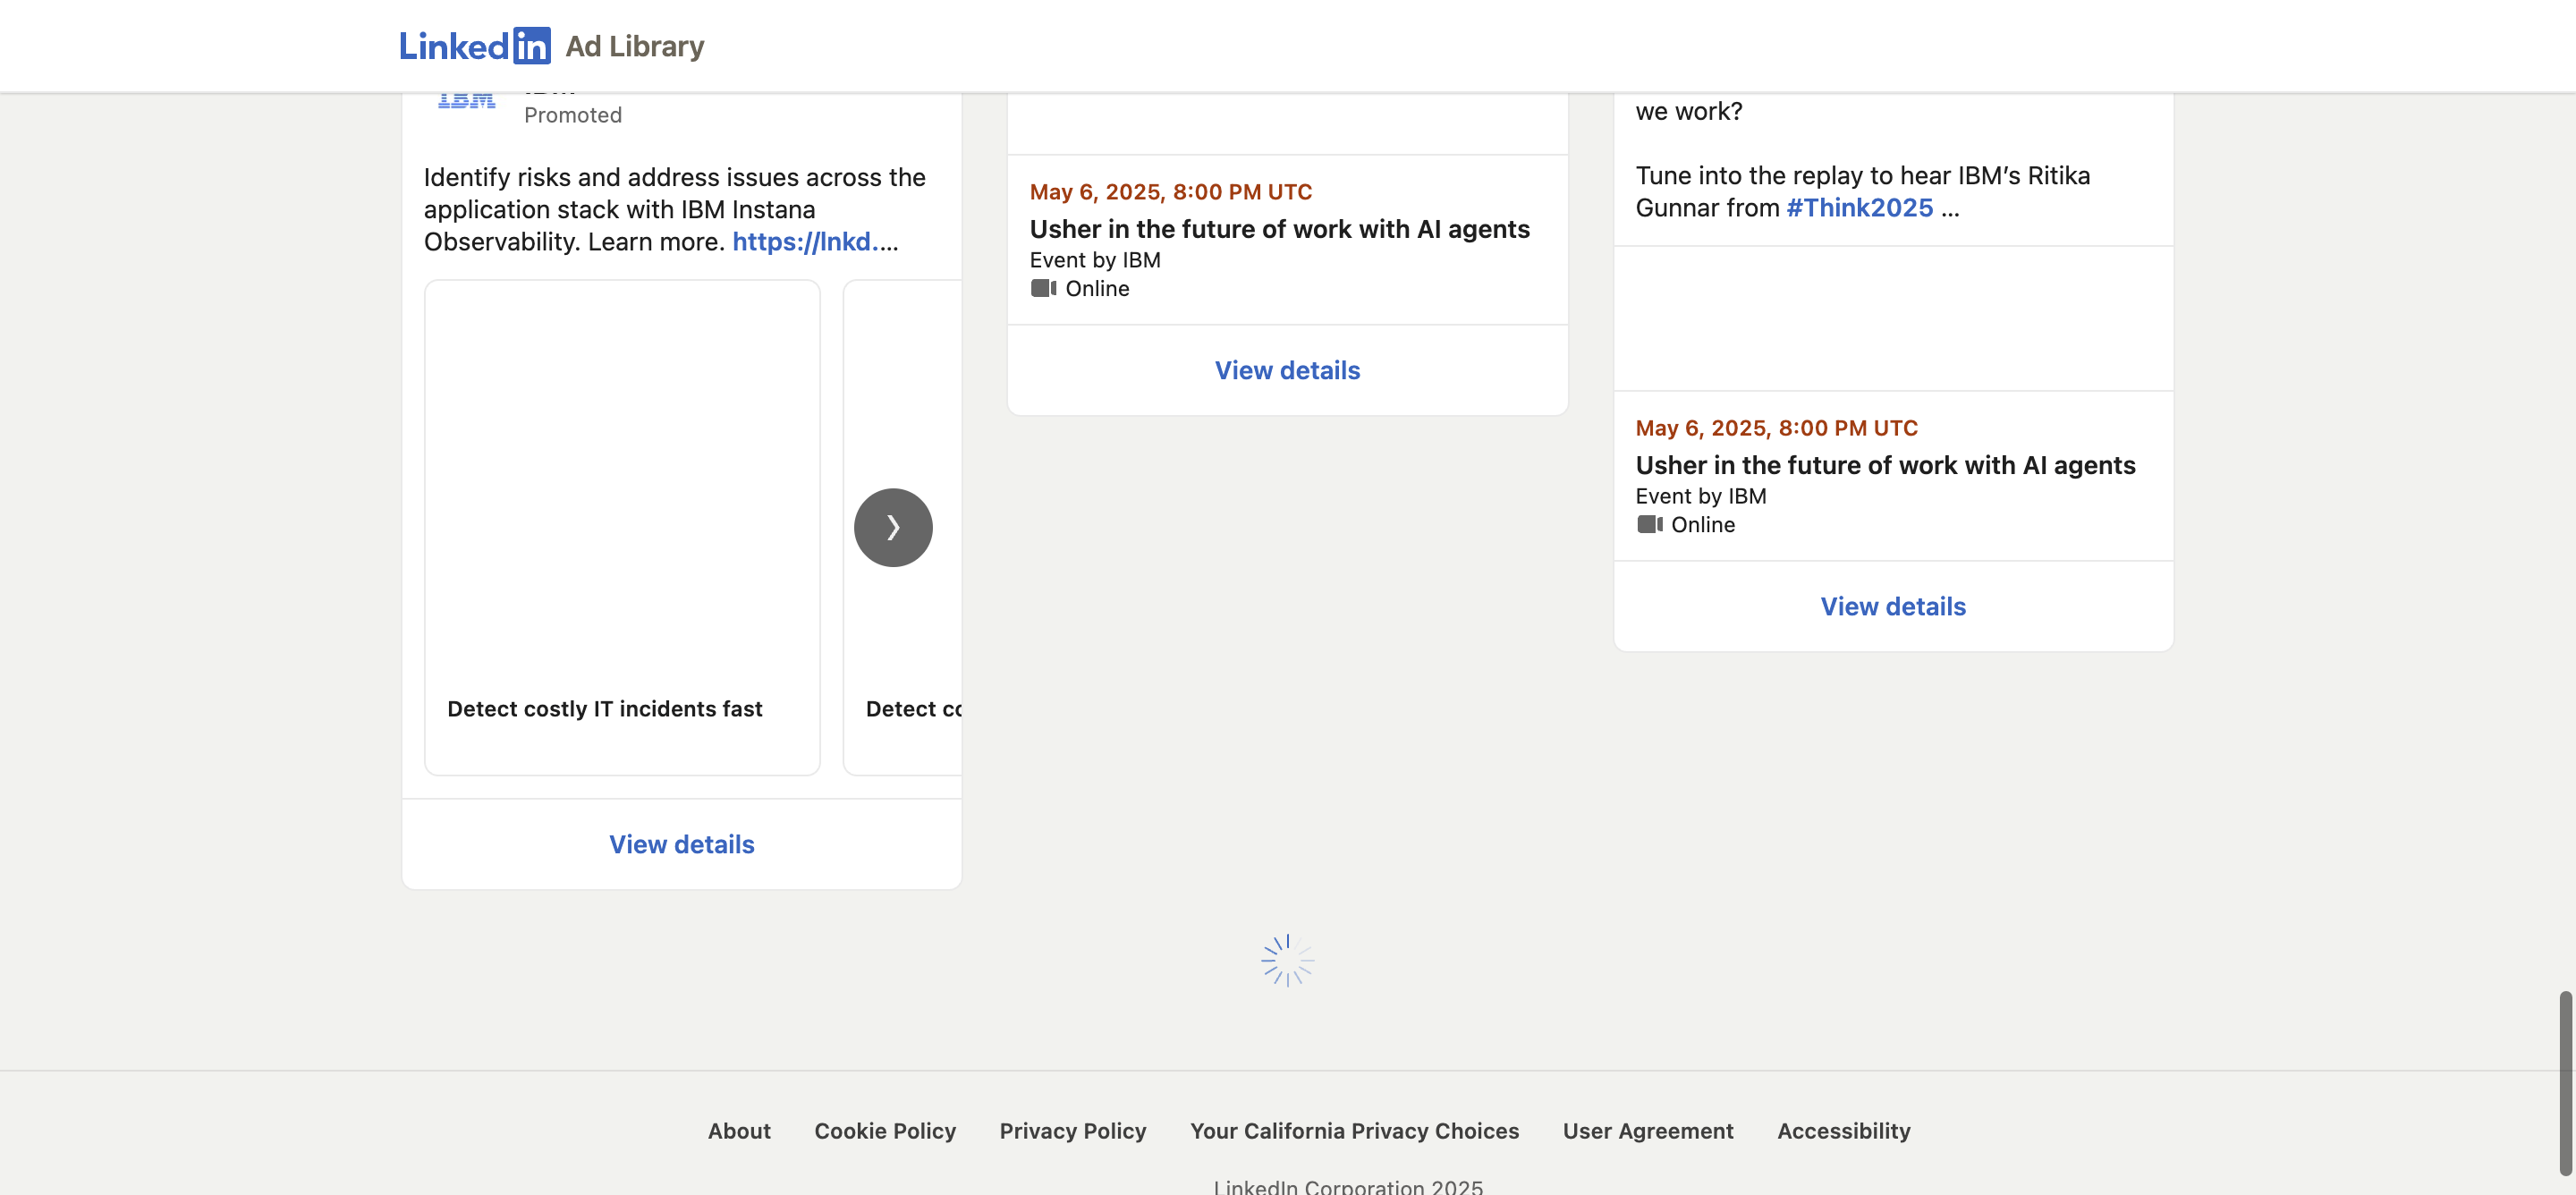 LinkedIn Ad Library
IBM
Promoted
Identify risks and address issues across the
application stack with IBM Instana
Observability. Learn more. https://lnkd....
Detect costly IT incidents fast
Detect co
View details
May 6, 2025, 8:00 PM UTC
Usher in the future of work with AI agents
Event by IBM
Online
View details
we work?
Tune into the replay to hear IBM’s Ritika
Gunnar from #Think2025 ...
May 6, 2025, 8:00 PM UTC
Usher in the future of work with AI agents
Event by IBM
Online
View details
About Cookie Policy Privacy Policy Your California Privacy Choices User Agreement Accessibility
LinkedIn Corporation 2025